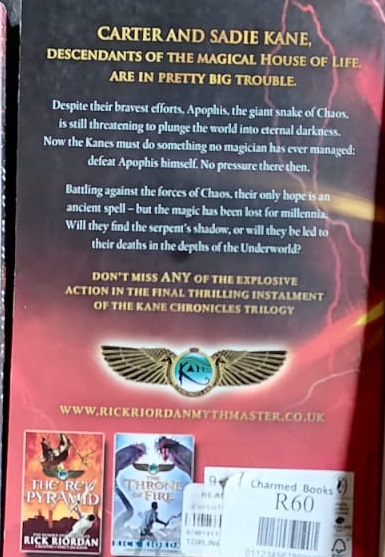 CARTER AND SADIE KANE,
DESCENDANTS OF THE MAGICAL HOUSE OF LIFE,
ARE IN PRETTY BIG TROUBLE.
Despite their bravest efforts, Apophis, the giant snake of Chaos,
is still threatening to plunge the world into eternal darkness.
Now the Kanes must do something no magician has ever managed:
defeat Apophis himself. No pressure there then.
Battling against the forces of Chaos, their only hope is an
ancient spell – but the magic has been lost for millennia.
Will they find the serpent's shadow, or will they be led to
their deaths in the depths of the Underworld?
DON'T MISS ANY OF THE EXPLOSIVE
ACTION IN THE FINAL THRILLING INSTALMENT
OF THE KANE CHRONICLES TRILOGY
KANE
WWW.RICKRIORDANMYTHMASTER.CO.UK
THE RED
PYRAMID
RICK RIORDAN
THE
THRONE
OF FIRE
RICK RIORDAN
Charmed Books
R60